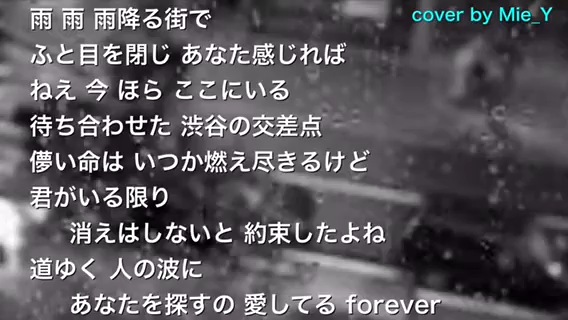 cover by Mie_Y
雨 雨 雨降る街で
ふと目を閉じ あなた感じれば
ねえ 今 ほら ここにいる
待ち合わせた 渋谷の交差点
儚い命は いつか燃え尽きるけど
君がいる限り
消えはしないと 約束したよね
道ゆく 人の波に
あなたを探すの 愛してる forever